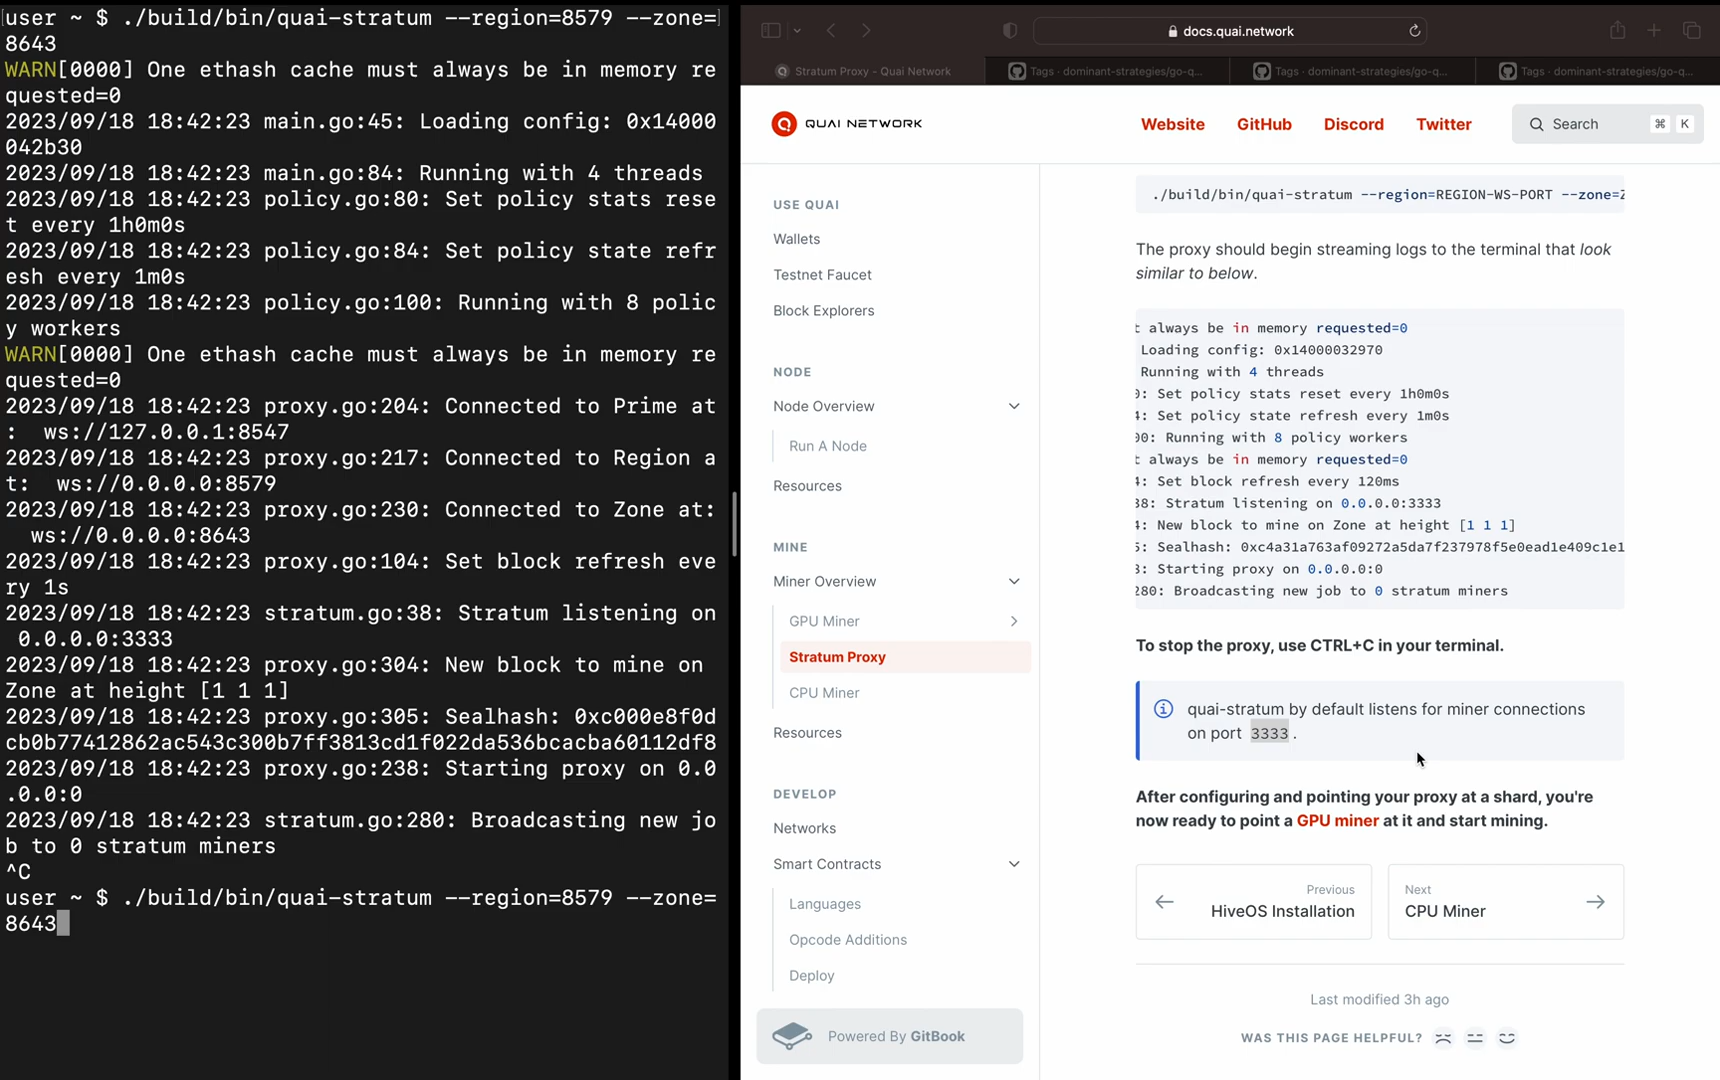 user ~ $ ./build/bin/quai-stratum --region=8579 --zone=
8643
WARN[0000] One ethash cache must always be in memory re
quested=0
2023/09/18 18:42:23 main.go:45: Loading config: 0x14000
042b30
2023/09/18 18:42:23 main.go:84: Running with 4 threads
2023/09/18 18:42:23 policy.go:80: Set policy stats rese
t every 1h0m0s
2023/09/18 18:42:23 policy.go:84: Set policy state refr
esh every 1m0s
2023/09/18 18:42:23 policy.go:100: Running with 8 polic
y workers
WARN[0000] One ethash cache must always be in memory re
quested=0
2023/09/18 18:42:23 proxy.go:204: Connected to Prime at
:  ws://127.0.0.1:8547
2023/09/18 18:42:23 proxy.go:217: Connected to Region a
t:  ws://0.0.0.0:8579
2023/09/18 18:42:23 proxy.go:230: Connected to Zone at:
  ws://0.0.0.0:8643
2023/09/18 18:42:23 proxy.go:104: Set block refresh eve
ry 1s
2023/09/18 18:42:23 stratum.go:38: Stratum listening on
 0.0.0.0:3333
2023/09/18 18:42:23 proxy.go:304: New block to mine on
Zone at height [1 1 1]
2023/09/18 18:42:23 proxy.go:305: Sealhash: 0xc000e8f0d
cb0b77412862ac543c300b7ff3813cd1f022da536bcacba60112df8
2023/09/18 18:42:23 proxy.go:238: Starting proxy on 0.0
.0.0:0
2023/09/18 18:42:23 stratum.go:280: Broadcasting new jo
b to 0 stratum miners
^C
user ~ $ ./build/bin/quai-stratum --region=8579 --zone=
8643
docs.quai.network
Stratum Proxy - Quai Network
Tags · dominant-strategies/go-q...
Tags · dominant-strategies/go-q...
Tags · dominant-strategies/go-q...
QUAI NETWORK
Website
GitHub
Discord
Twitter
Search
⌘
K
USE QUAI
Wallets
Testnet Faucet
Block Explorers
NODE
Node Overview
Run A Node
Resources
MINE
Miner Overview
GPU Miner
Stratum Proxy
CPU Miner
Resources
DEVELOP
Networks
Smart Contracts
Languages
Opcode Additions
Deploy
Powered By GitBook
./build/bin/quai-stratum --region=REGION-WS-PORT --zone=Z
The proxy should begin streaming logs to the terminal that look
similar to below.
t always be in memory requested=0
Loading config: 0x14000032970
Running with 4 threads
0: Set policy stats reset every 1h0m0s
4: Set policy state refresh every 1m0s
00: Running with 8 policy workers
t always be in memory requested=0
4: Set block refresh every 120ms
38: Stratum listening on 0.0.0.0:3333
4: New block to mine on Zone at height [1 1 1]
5: Sealhash: 0xc4a31a763af09272a5da7f237978f5e0ead1e409c1e1
8: Starting proxy on 0.0.0.0:0
280: Broadcasting new job to 0 stratum miners
To stop the proxy, use CTRL+C in your terminal.
quai-stratum by default listens for miner connections
on port 3333 .
After configuring and pointing your proxy at a shard, you're
now ready to point a GPU miner at it and start mining.
Previous
HiveOS Installation
Next
CPU Miner
Last modified 3h ago
WAS THIS PAGE HELPFUL?